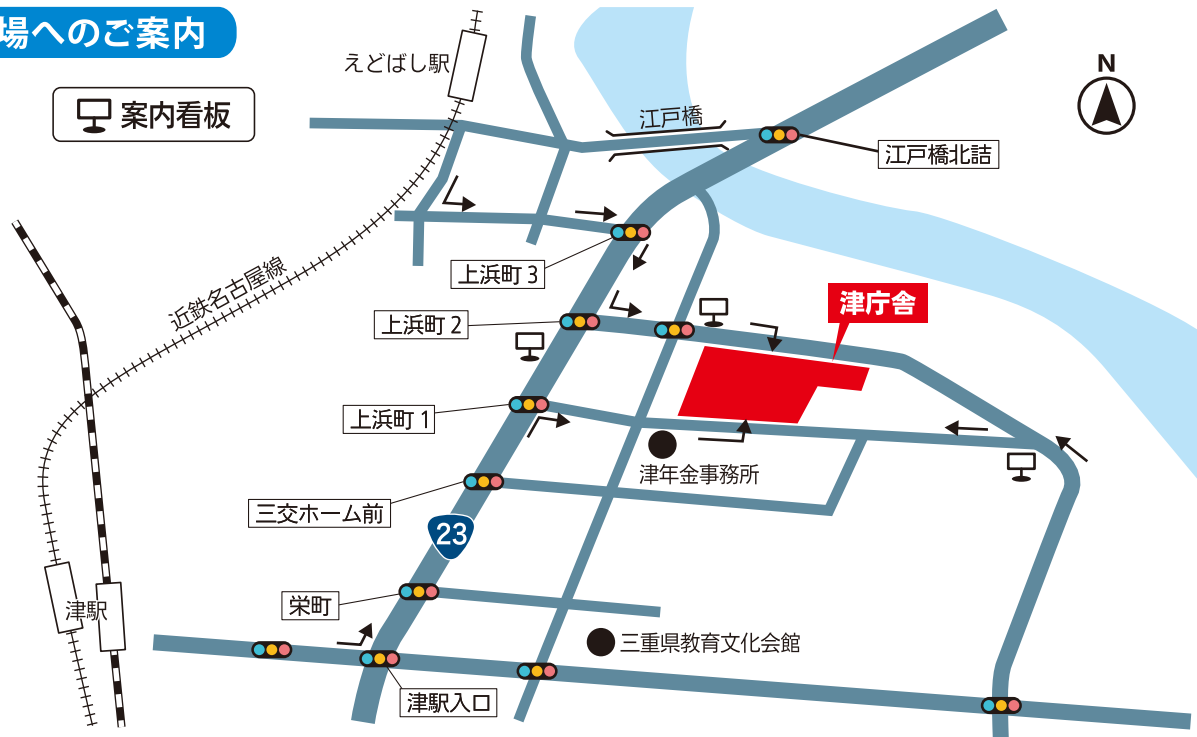 場へのご案内
えどばし駅
N
案内看板
江戸橋
江戸橋北詰
上浜町 3
近鉄名古屋線
津庁舎
上浜町 2
上浜町 1
津年金事務所
三交ホーム前
23
栄町
津駅
三重県教育文化会館
津駅入口